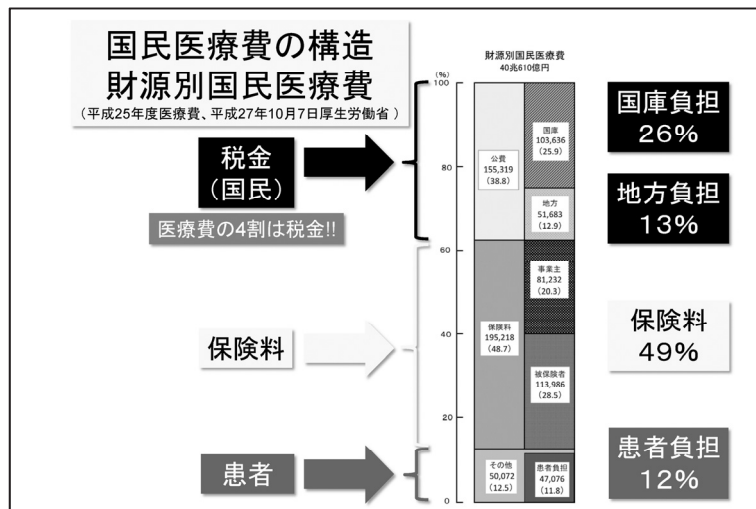 国民医療費の構造
財源別国民医療費
(平成25年度医療費、平成27年10月7日厚生労働省)
税金
(国民)
医療費の4割は税金!!
保険料
患者
財源別国民医療費
40兆610億円
(%)
100
80
60
40
20
0
公費
155,319
(38.8)
国庫
103,636
(25.9)
地方
51,683
(12.9)
保険料
195,218
(48.7)
事業主
81,232
(20.3)
被保険者
113,986
(28.5)
その他
50,072
(12.5)
患者負担
47,076
(11.8)
国庫負担
26%
地方負担
13%
保険料
49%
患者負担
12%